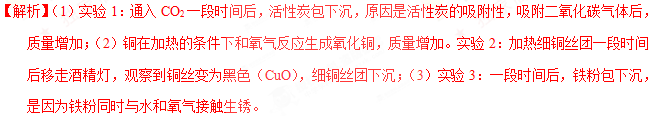 【解析】（1）实验 1：通入 CO2 一段时间后，活性炭包下沉，原因是活性炭的吸附性，吸附二氧化碳气体后，
质量增加；（2）铜在加热的条件下和氧气反应生成氧化铜，质量增加。实验 2：加热细铜丝团一段时间
后移走酒精灯，观察到铜丝变为黑色（CuO），细铜丝团下沉；（3）实验 3：一段时间后，铁粉包下沉，
是因为铁粉同时与水和氧气接触生锈。